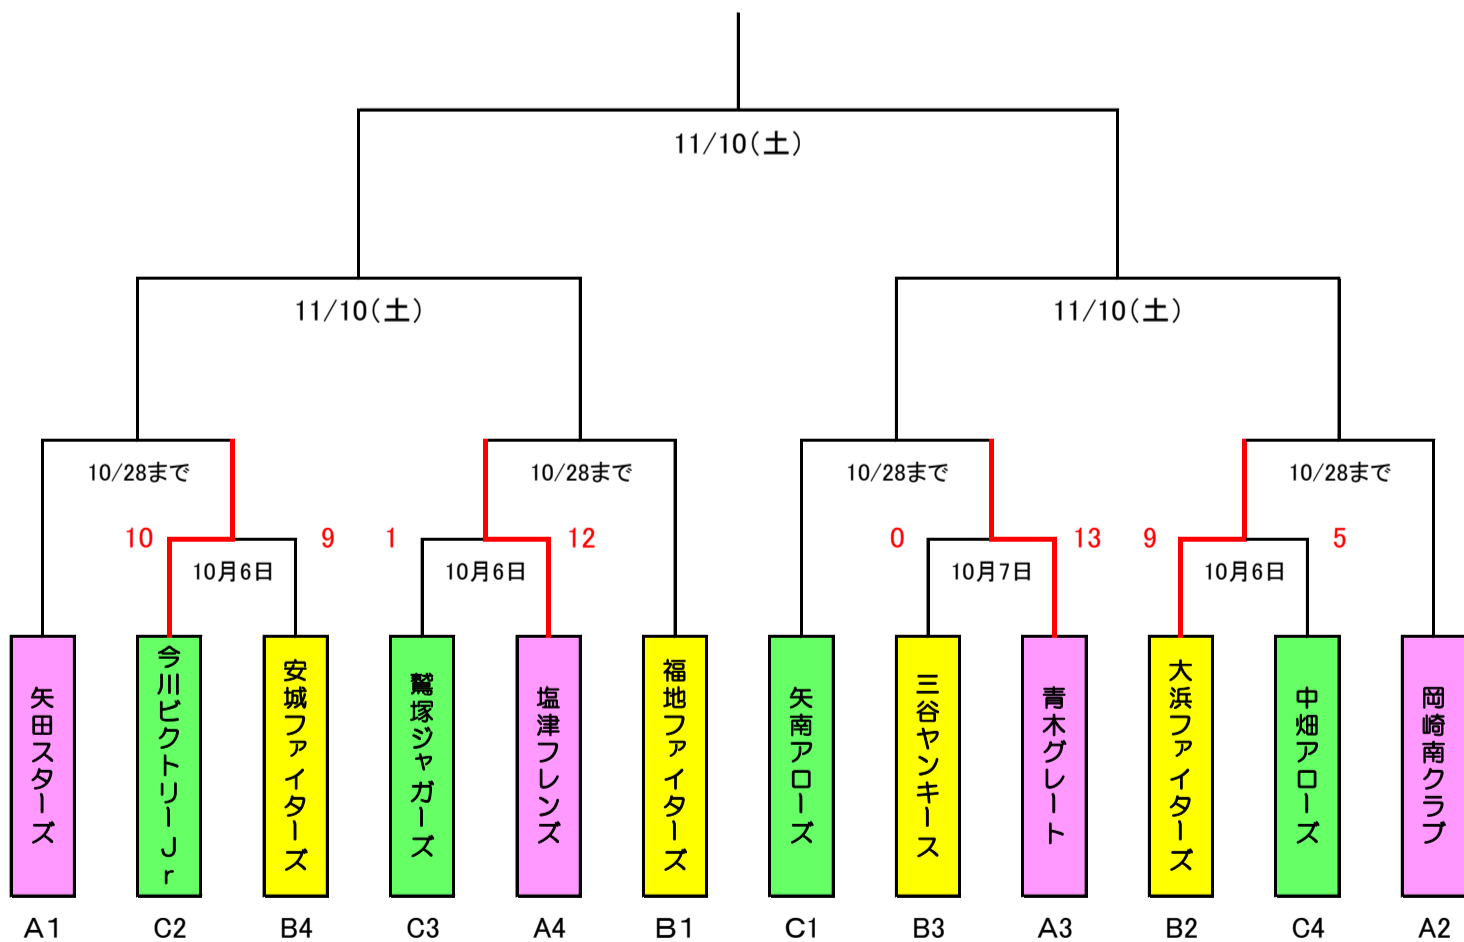 11/10(土)
11/10(土)
11/10(土)
10/28まで
10/28まで
10/28まで
10/28まで
10
9
1
12
0
13
9
5
10月6日
10月6日
10月7日
10月6日
矢田スターズ
今川ビクトリーJr
安城ファイターズ
鷲塚ジャガーズ
塩津フレンズ
福地ファイターズ
矢南アローズ
三谷ヤンキース
青木グレート
大浜ファイターズ
中畑アローズ
岡崎南クラブ
A1
C2
B4
C3
A4
B1
C1
B3
A3
B2
C4
A2